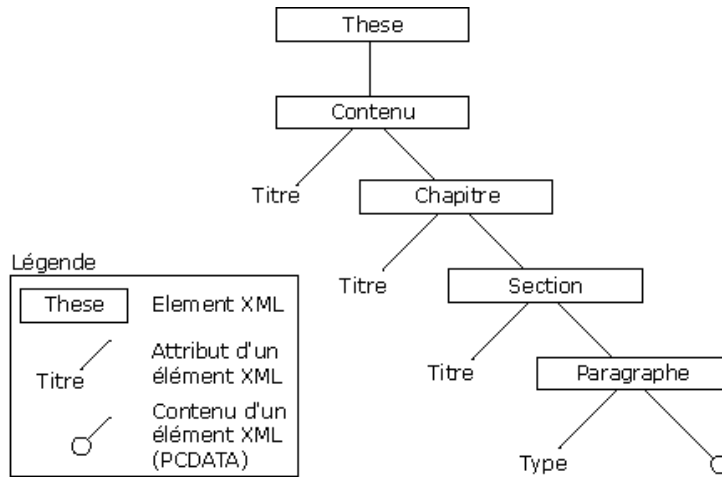 These
Contenu
Titre
Chapitre
Titre
Section
Titre
Paragraphe
Type
Légende
These
Element XML
Titre
Attribut d'un
élément XML
Contenu d'un
élément XML
(PCDATA)